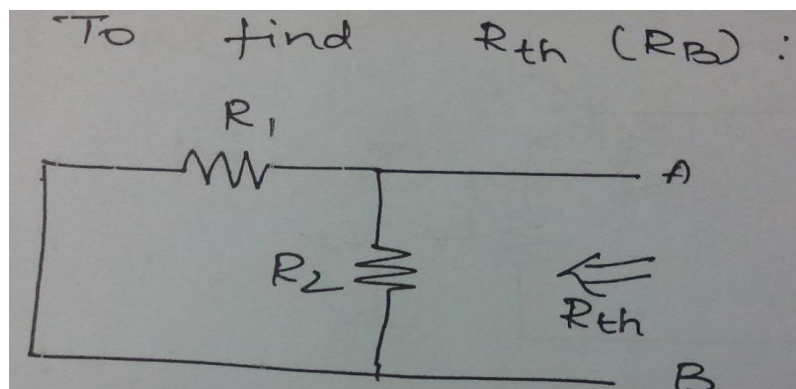 To find Rth (RB) :
R1
A
R2
Rth
B